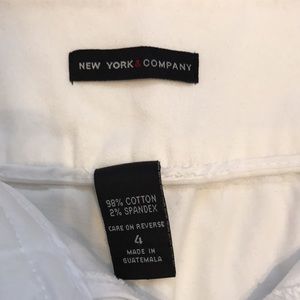 NEW YORK & COMPANY
98% COTTON
2% SPANDEX
CARE ON REVERSE
4
MADE IN
GUATEMALA